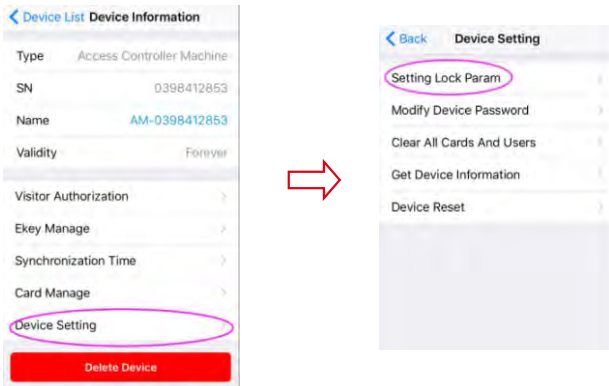 Device List Device Information
Type Access Controller Machine
SN 0398412853
Name AM-0398412853
Validity Forever
Visitor Authorization
Ekey Manage
Synchronization Time
Card Manage
Device Setting
Delete Device
Back Device Setting
Setting Lock Param
Modify Device Password
Clear All Cards And Users
Get Device Information
Device Reset